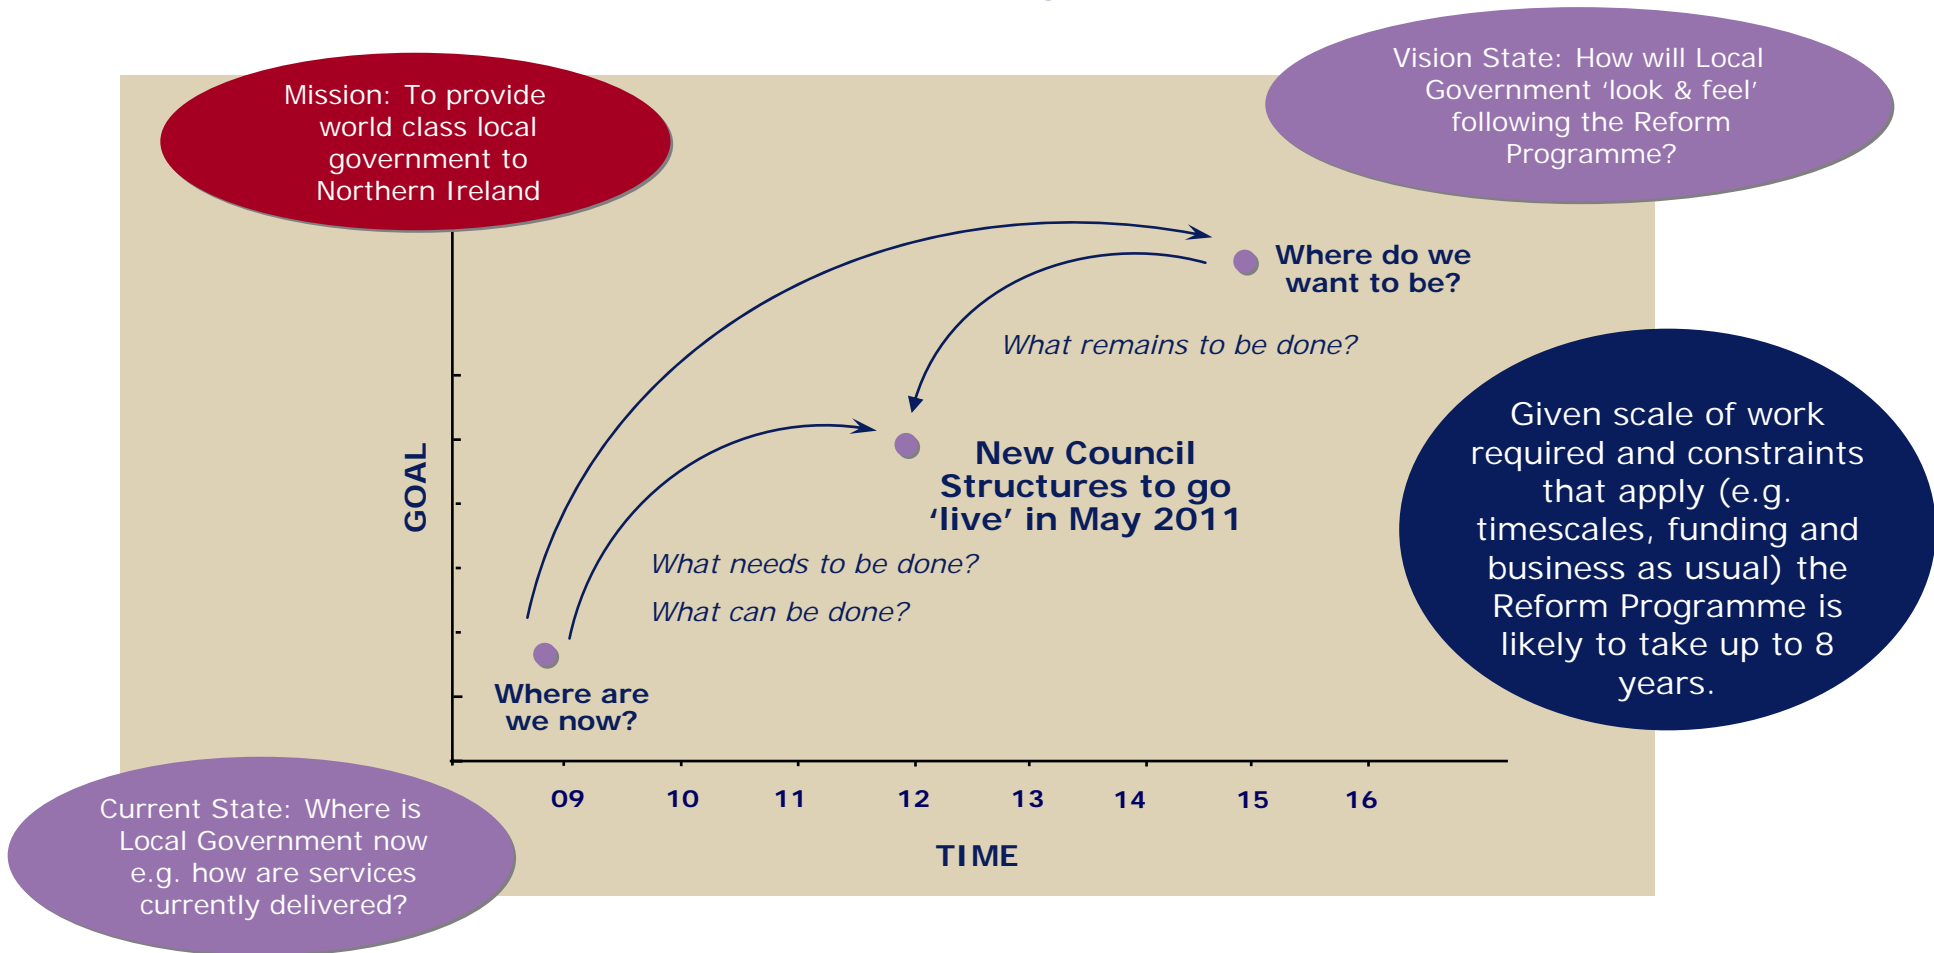 Mission: To provide
world class local
government to
Northern Ireland
Vision State: How will Local
Government ‘look & feel’
following the Reform
Programme?
Where do we
want to be?
What remains to be done?
GOAL
New Council
Structures to go
‘live’ in May 2011
What needs to be done?
What can be done?
Given scale of work
required and constraints
that apply (e.g.
timescales, funding and
business as usual) the
Reform Programme is
likely to take up to 8
years.
Where are
we now?
09 10 11 12 13 14 15 16
TIME
Current State: Where is
Local Government now
e.g. how are services
currently delivered?